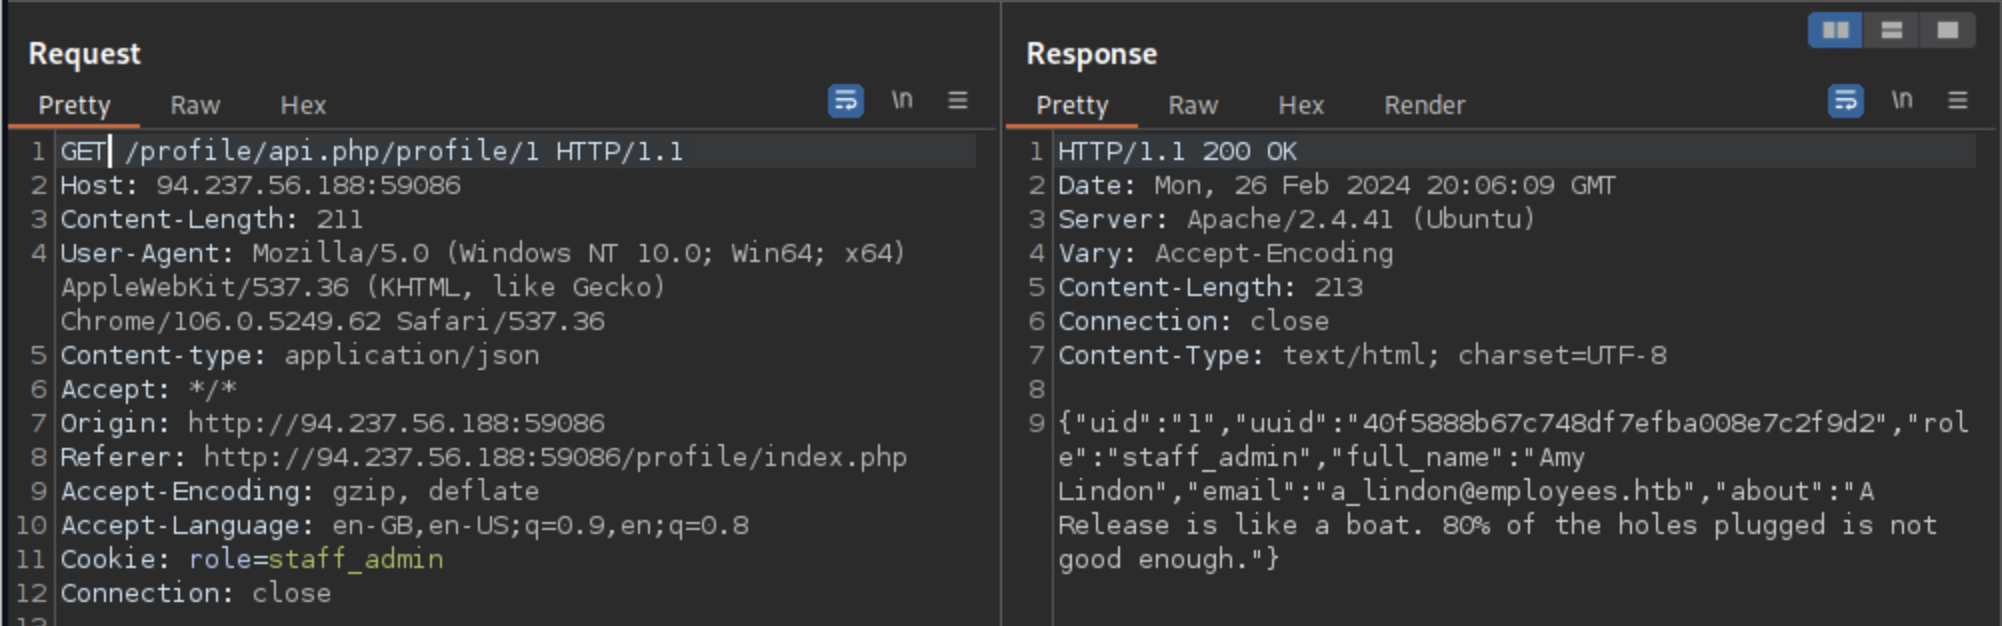 Request
Pretty Raw Hex
\n
1 GET /profile/api.php/profile/1 HTTP/1.1
2 Host: 94.237.56.188:59086
3 Content-Length: 211
4 User-Agent: Mozilla/5.0 (Windows NT 10.0; Win64; x64)
AppleWebKit/537.36 (KHTML, like Gecko)
Chrome/106.0.5249.62 Safari/537.36
5 Content-type: application/json
6 Accept: */*
7 Origin: http://94.237.56.188:59086
8 Referer: http://94.237.56.188:59086/profile/index.php
9 Accept-Encoding: gzip, deflate
10 Accept-Language: en-GB,en-US;q=0.9,en;q=0.8
11 Cookie: role=staff_admin
12 Connection: close
13
Response
Pretty Raw Hex Render
\n
1 HTTP/1.1 200 OK
2 Date: Mon, 26 Feb 2024 20:06:09 GMT
3 Server: Apache/2.4.41 (Ubuntu)
4 Vary: Accept-Encoding
5 Content-Length: 213
6 Connection: close
7 Content-Type: text/html; charset=UTF-8
8
9 {"uid":"1","uuid":"40f5888b67c748df7efba008e7c2f9d2","rol
e":"staff_admin","full_name":"Amy
Lindon","email":"a_lindon@employees.htb","about":"A
Release is like a boat. 80% of the holes plugged is not
good enough."}